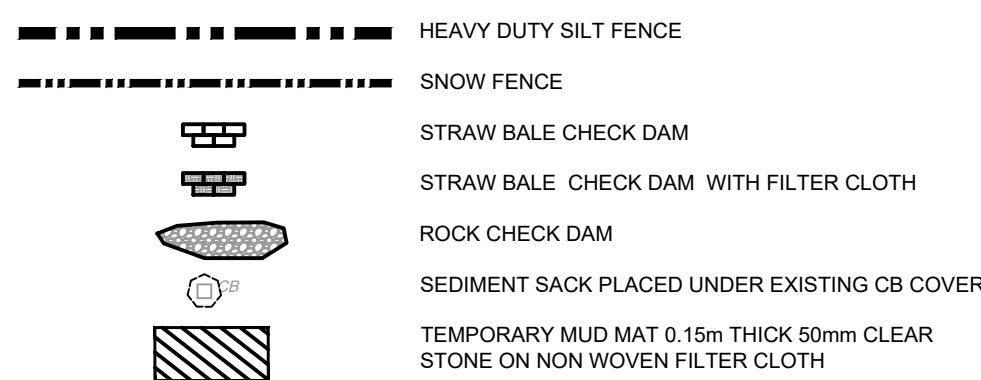 HEAVY DUTY SILT FENCE
SNOW FENCE
STRAW BALE CHECK DAM
STRAW BALE CHECK DAM WITH FILTER CLOTH
ROCK CHECK DAM
CB SEDIMENT SACK PLACED UNDER EXISTING CB COVER
TEMPORARY MUD MAT 0.15m THICK 50mm CLEAR
STONE ON NON WOVEN FILTER CLOTH